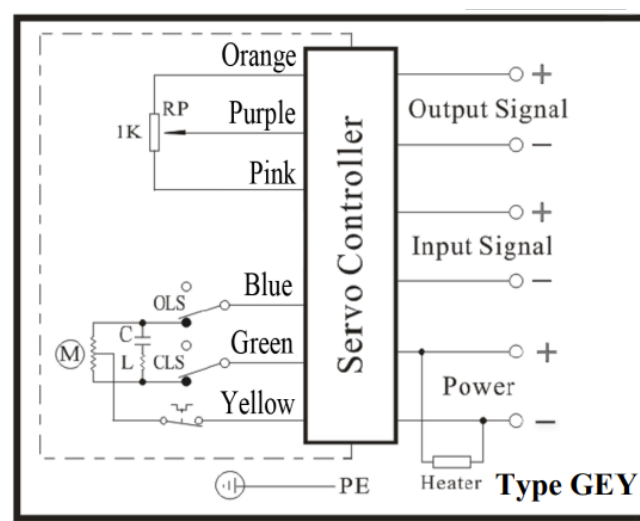 Orange
RP
1K
Purple
Pink
Servo Controller
+
Output Signal
−
+
Input Signal
−
Blue
OLS
C
M
L
CLS
Green
Yellow
+
Power
−
PE
Heater
Type GEY